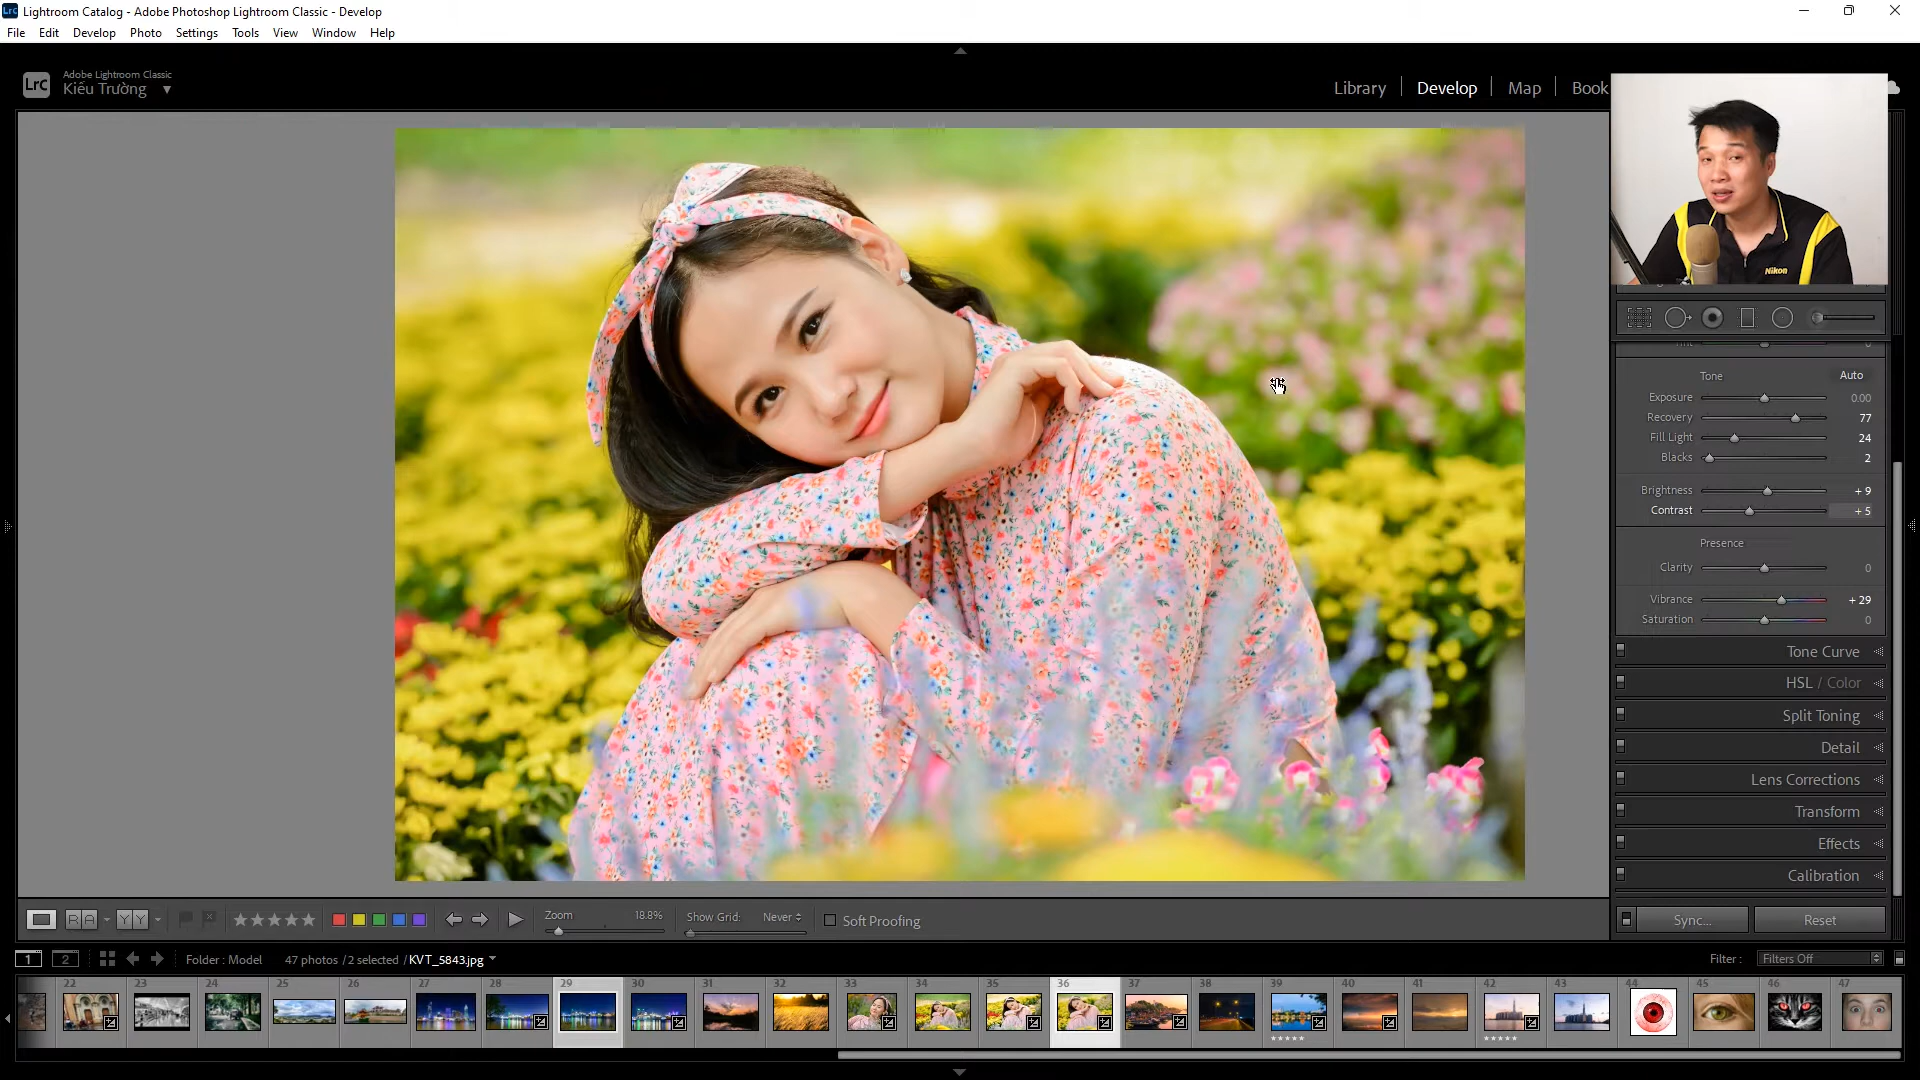 Lrc Lightroom Catalog - Adobe Photoshop Lightroom Classic - Develop
File Edit Develop Photo Settings Tools View Window Help
Adobe Lightroom Classic
LrC Kiều Trường
Library Develop Map Book
Nikon
Tone Auto
Exposure 0.00
Recovery 77
Fill Light 24
Blacks 2
Brightness + 9
Contrast + 5
Presence
Clarity 0
Vibrance + 29
Saturation 0
Tone Curve
HSL / Color
Split Toning
Detail
Lens Corrections
Transform
Effects
Calibration
R A Y Y Zoom 18.8% Show Grid: Never Soft Proofing Sync... Reset
1 2 Folder : Model 47 photos / 2 selected / KVT_5843.jpg Filter : Filters Off
22 23 24 25 26 27 28 29 30 31 32 33 34 35 36 37 38 39 40 41 42 43 44 45 46 47